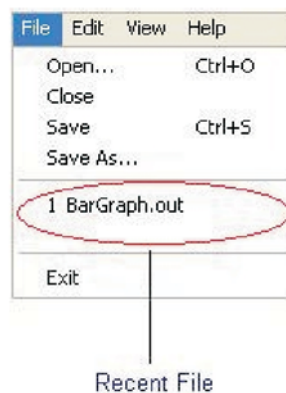 File Edit View Help
Open... Ctrl+O
Close
Save Ctrl+S
Save As...
1 BarGraph.out
Exit
Recent File